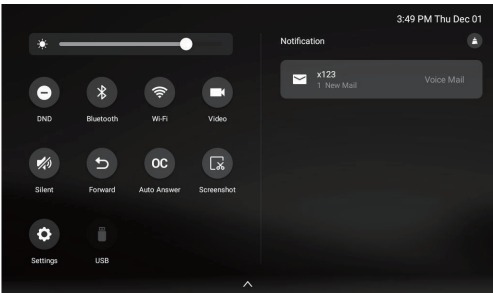 3:49 PM Thu Dec 01
Notification
x123
1 New Mail
Voice Mail
DND
Bluetooth
Wi-Fi
Video
OC
Silent
Forward
Auto Answer
Screenshot
Settings
USB